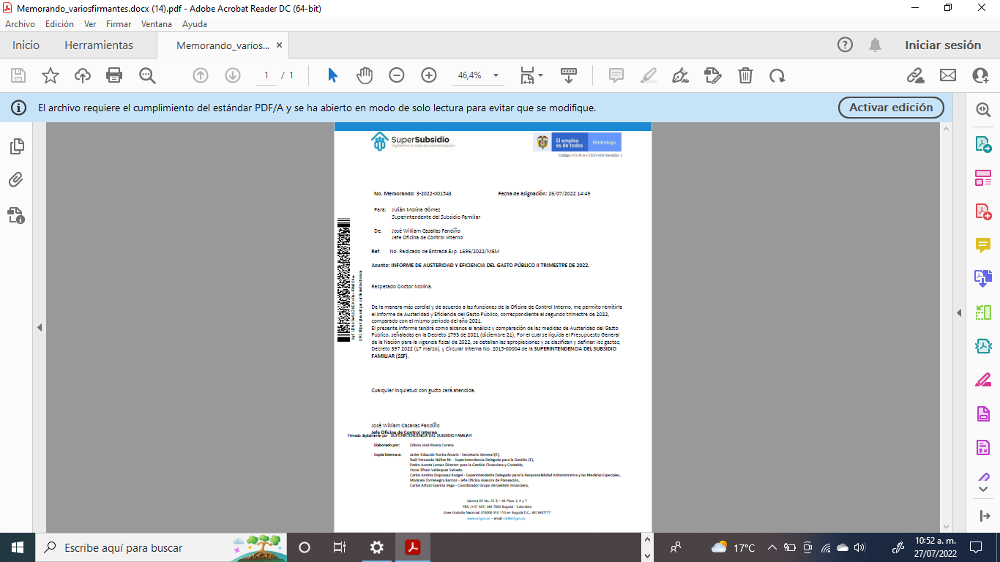 Memorando_variosfirmantes.docx (14).pdf - Adobe Acrobat Reader DC (64-bit)
Archivo Edición Ver Firmar Ventana Ayuda
Inicio Herramientas Memorando_varios... Iniciar sesión
1 / 1 46,4%
El archivo requiere el cumplimiento del estándar PDF/A y se ha abierto en modo de solo lectura para evitar que se modifique. Activar edición
SuperSubsidio
Vigilamos tu caja de compensación
El empleo
es de todos
Mintrabajo
Código: FO-PCA-CODO-009 Versión: 1
No. Memorando: 3-2022-001543 Fecha de asignación: 26/07/2022 14:49
Para: Julián Molina Gómez
Superintendente del Subsidio Familiar
De: José William Casallas Fandiño
Jefe Oficina de Control Interno
Ref. No. Radicado de Entrada Exp. 1696/2022/MEM
Asunto: INFORME DE AUSTERIDAD Y EFICIENCIA DEL GASTO PÚBLICO II TRIMESTRE DE 2022.
Respetado Doctor Molina.
De la manera más cordial y de acuerdo a las funciones de la Oficina de Control Interno, me permito remitirle
el Informe de Austeridad y Eficiencia del Gasto Público, correspondiente al segundo trimestre de 2022,
comparado con el mismo periodo del año 2021.
El presente informe tendrá como alcance el análisis y comparación de las medidas de Austeridad del Gasto
Público, señaladas en la Decreto 1793 de 2021 (diciembre 21), Por el cual se liquida el Presupuesto General
de la Nación para la vigencia fiscal de 2022, se detallan las apropiaciones y se clasifican y definen los gastos,
Decreto 397 2022 (17 marzo), y Circular Interna No. 2015-00004 de la SUPERINTENDENCIA DEL SUBSIDIO
FAMILIAR (SSF).
Cualquier inquietud con gusto será atendida.
José William Casallas Fandiño
Jefe Oficina de Control Interno
Firmado digitalmente por : SUPERINTENDENCIA DEL SUBSIDIO FAMILIAR
Elaborado por: Edison José Rivera Corena
Copia Interna a: Javier Eduardo Rocha Amaris - Secretario General (E),
Raúl Fernando Núñez M. - Superintendencia Delegada para la Gestión (E),
Pedro Acosta Lemus Director para la Gestión Financiera y Contable,
Oscar Efraín Velásquez Salcedo.
Carlos Andrés Esquiaqui Rangel - Superintendente Delegado para la Responsabilidad Administrativa y las Medidas Especiales,
Maricela Torrenegra Barrios - Jefe Oficina Asesora de Planeación,
Carlos Arturo Gaviria Vega - Coordinador Grupo de Gestión Financiera,
Carrera 69 No. 25 B – 44 Pisos 3, 4 y 7
PBX: (+57 601) 348 7800 Bogotá - Colombia
Línea Gratuita Nacional: 018000 910 110 en Bogotá D.C.: 6013487777
www.ssf.gov.co – email ssf@ssf.gov.co
Escribe aquí para buscar
17°C
10:52 a. m.
27/07/2022